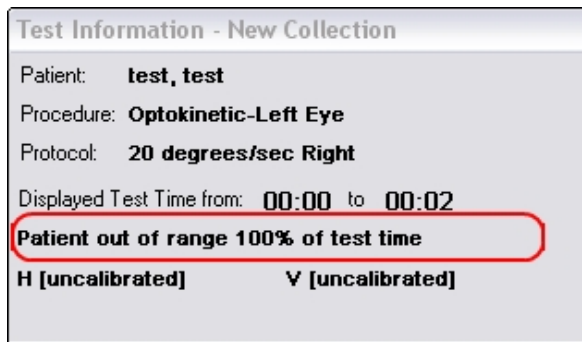 Test Information - New Collection
Patient: test, test
Procedure: Optokinetic-Left Eye
Protocol: 20 degrees/sec Right
Displayed Test Time from: 00:00 to 00:02
Patient out of range 100% of test time
H [uncalibrated] V [uncalibrated]